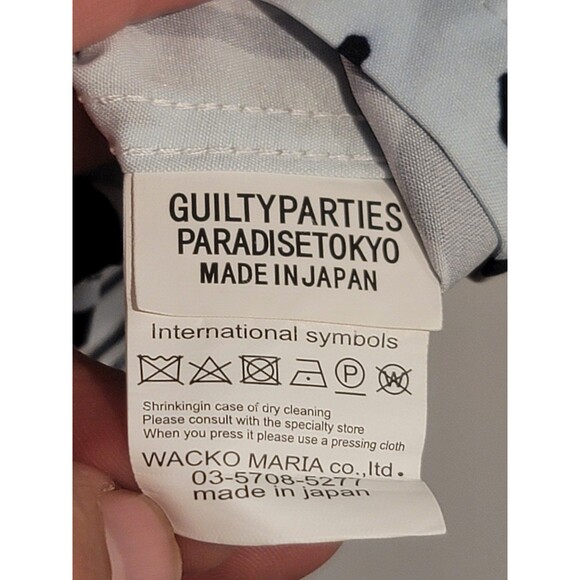 GUILTYPARTIES
PARADISETOKYO
MADE IN JAPAN
International symbols
P W
Shrinkingin case of dry cleaning
Please consult with the specialty store
When you press it please use a pressing cloth
WACKO MARIA co.,ltd.
03-5708-5277
made in japan